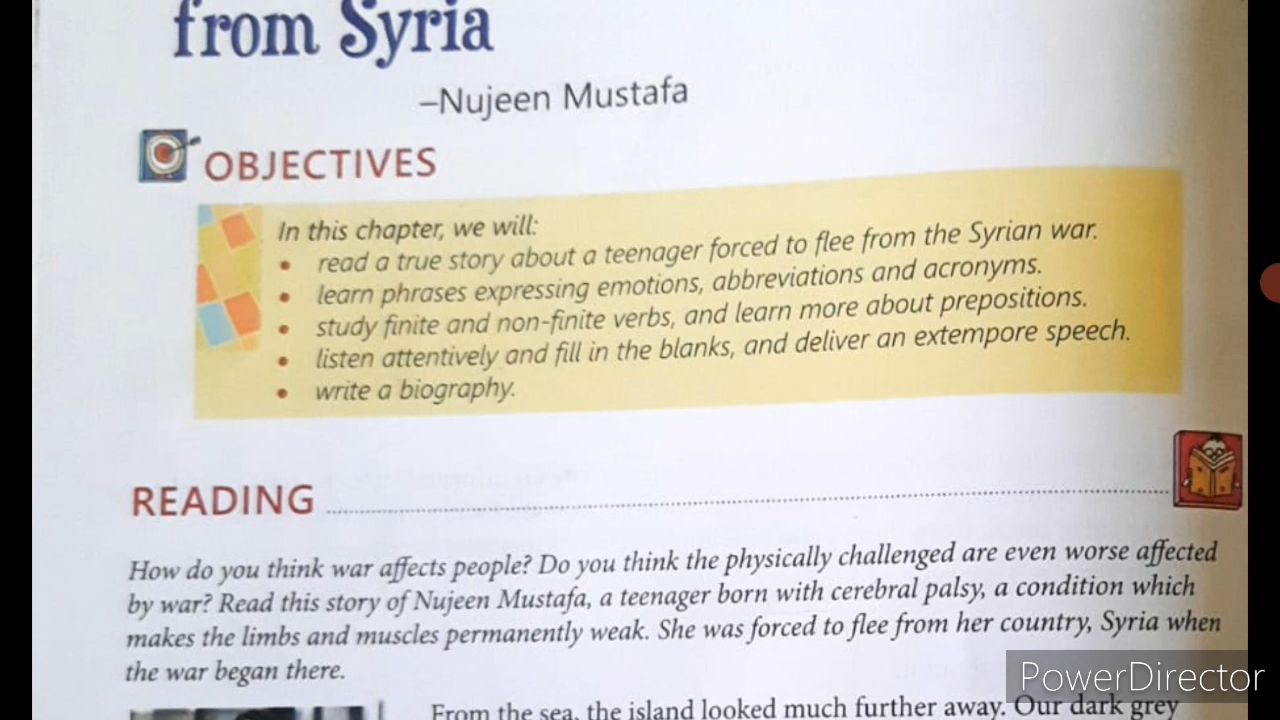 from Syria
–Nujeen Mustafa
OBJECTIVES
In this chapter, we will:
• read a true story about a teenager forced to flee from the Syrian war.
• learn phrases expressing emotions, abbreviations and acronyms.
• study finite and non-finite verbs, and learn more about prepositions.
• listen attentively and fill in the blanks, and deliver an extempore speech.
• write a biography.
READING
How do you think war affects people? Do you think the physically challenged are even worse affected
by war? Read this story of Nujeen Mustafa, a teenager born with cerebral palsy, a condition which
makes the limbs and muscles permanently weak. She was forced to flee from her country, Syria when
the war began there.
From the sea, the island looked much further away. Our dark grey
PowerDirector